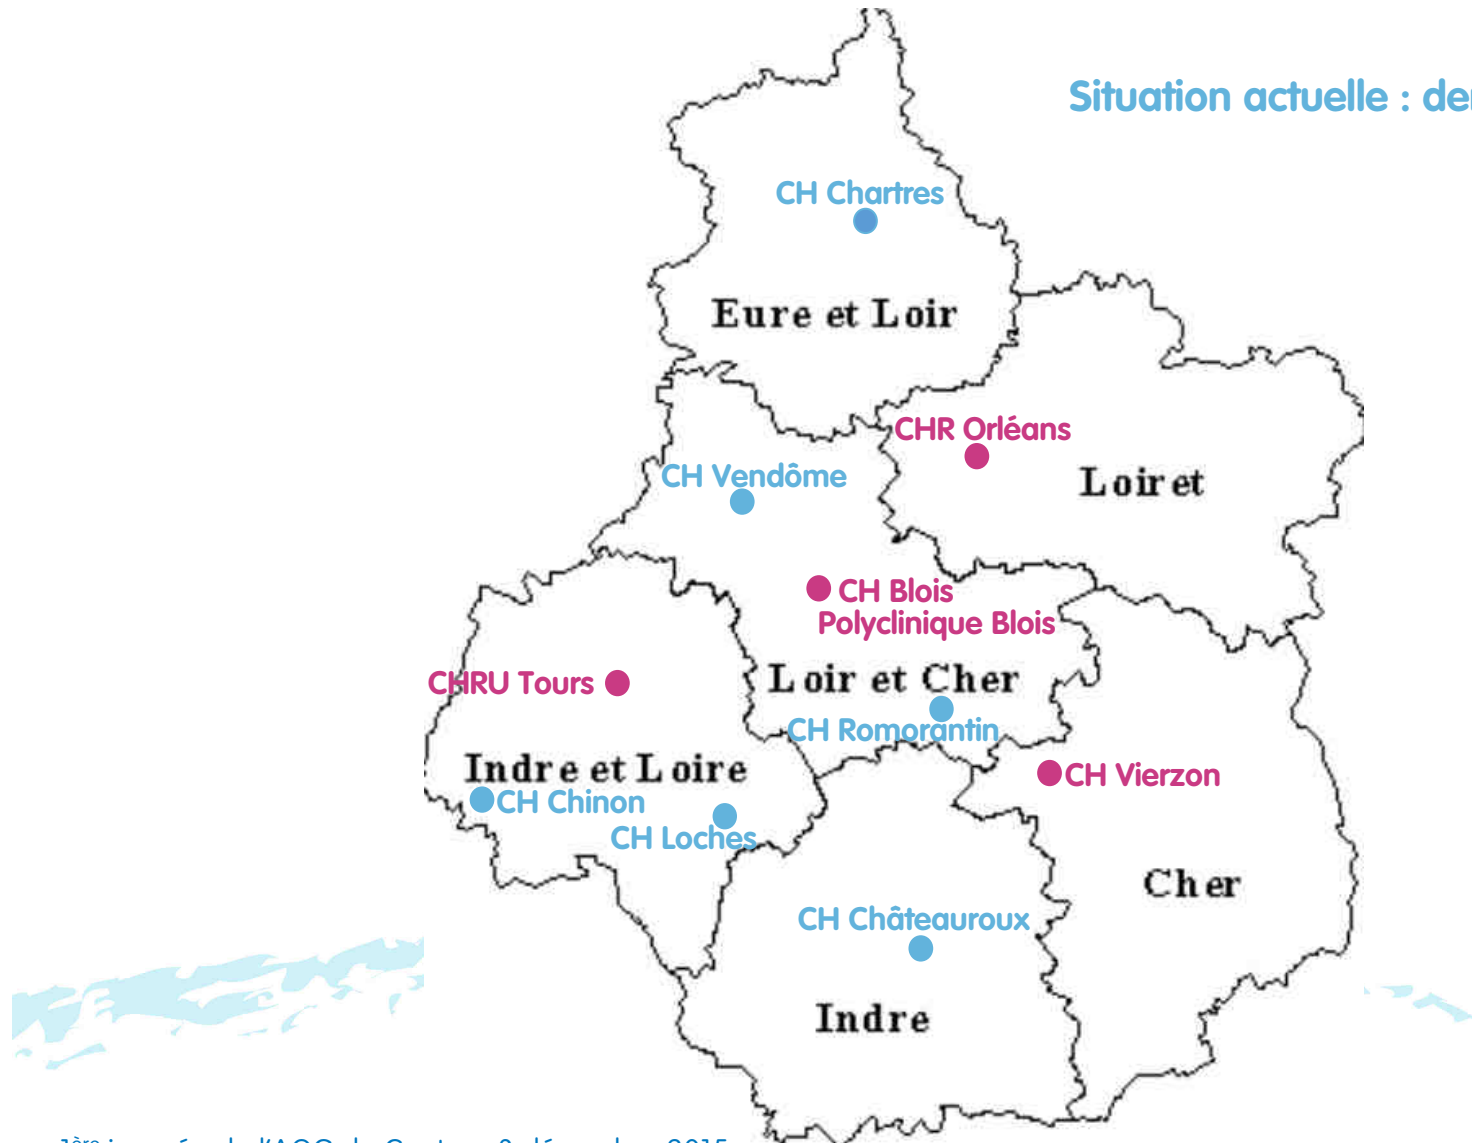 Situation actuelle :
CH Chartres
Eure et Loir
CHR Orléans
CH Vendôme
Loiret
CH Blois
Polyclinique Blois
CHRU Tours
Loir et Cher
CH Romorantin
Indre et Loire
CH Vierzon
CH Chinon
CH Loches
Cher
CH Châteauroux
Indre